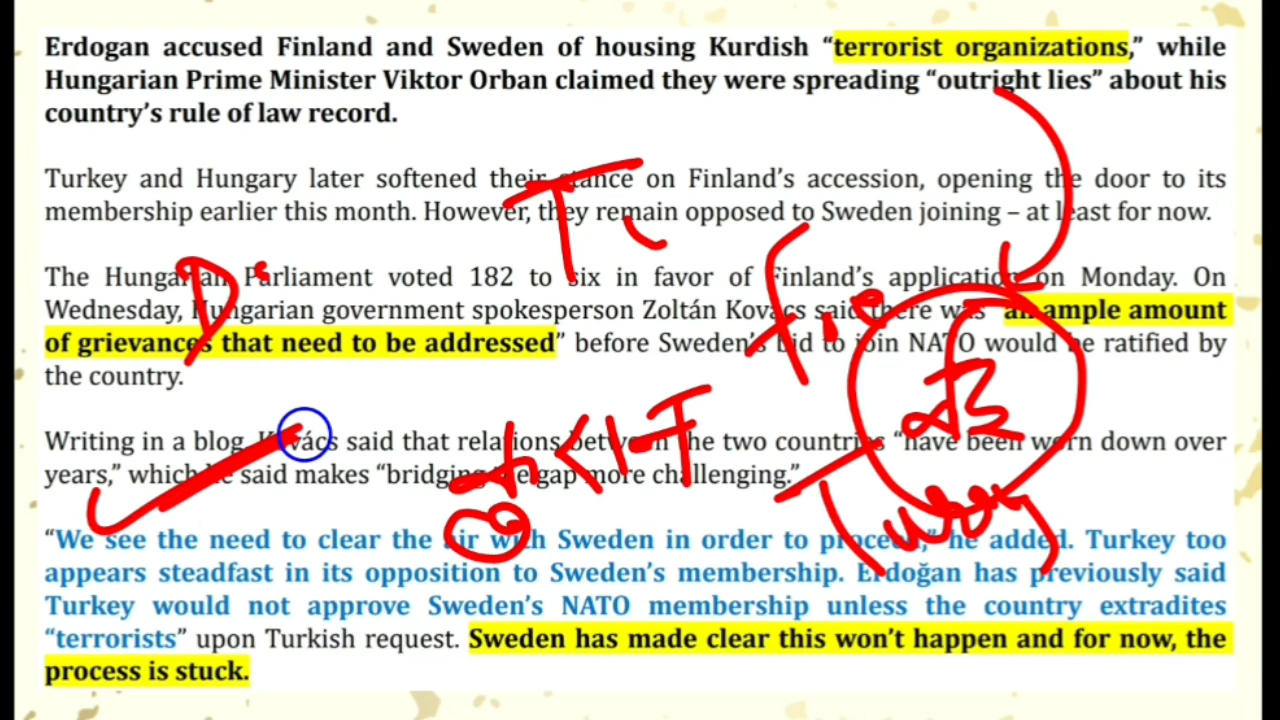 Erdogan accused Finland and Sweden of housing Kurdish “terrorist organizations,” while
Hungarian Prime Minister Viktor Orban claimed they were spreading “outright lies” about his
country’s rule of law record.
Turkey and Hungary later softened their stance on Finland’s accession, opening the door to its
membership earlier this month. However, they remain opposed to Sweden joining – at least for now.
The Hungarian Parliament voted 182 to six in favor of Finland’s application on Monday. On
Wednesday, Hungarian government spokesperson Zoltán Kovacs said there was “an ample amount
of grievances that need to be addressed” before Sweden’s bid to join NATO would be ratified by
the country.
Writing in a blog, Kovács said that relations between the two countries “have been worn down over
years,” which he said makes “bridging the gap more challenging.”
“We see the need to clear the air with Sweden in order to proceed,” he added. Turkey too
appears steadfast in its opposition to Sweden’s membership. Erdoğan has previously said
Turkey would not approve Sweden’s NATO membership unless the country extradites
“terrorists” upon Turkish request. Sweden has made clear this won’t happen and for now, the
process is stuck.